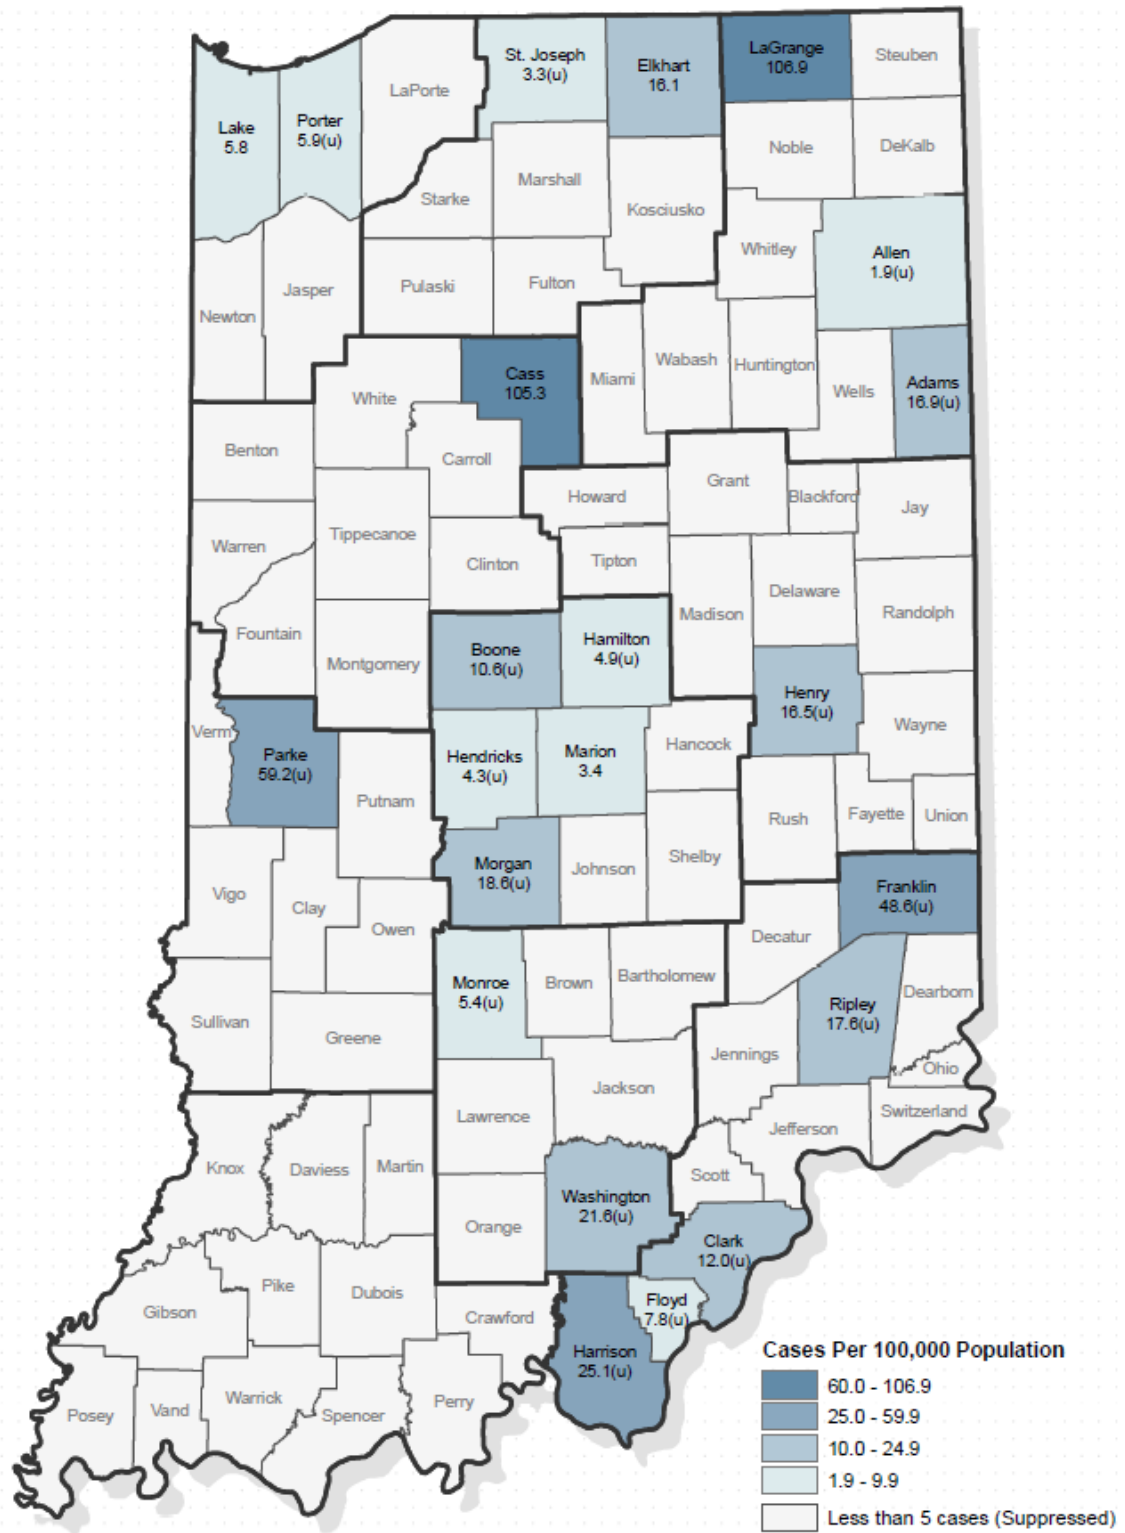 St. Joseph
3.3(u)
Elkhart
16.1
LaGrange
106.9
Steuben
LaPorte
Lake
5.8
Porter
5.9(u)
Noble
DeKalb
Starke
Marshall
Kosciusko
Whitley
Allen
1.9(u)
Newton
Jasper
Pulaski
Fulton
Miami
Wabash
Huntington
Wells
Adams
16.9(u)
White
Cass
105.3
Benton
Carroll
Howard
Grant
Blackford
Jay
Warren
Tippecanoe
Clinton
Tipton
Madison
Delaware
Randolph
Fountain
Montgomery
Boone
10.6(u)
Hamilton
4.9(u)
Henry
16.5(u)
Wayne
Verm
Parke
59.2(u)
Putnam
Hendricks
4.3(u)
Marion
3.4
Hancock
Rush
Fayette
Union
Morgan
18.6(u)
Johnson
Shelby
Franklin
48.6(u)
Vigo
Clay
Owen
Decatur
Monroe
5.4(u)
Brown
Bartholomew
Ripley
17.6(u)
Dearborn
Sullivan
Greene
Jennings
Ohio
Jackson
Lawrence
Jefferson
Switzerland
Knox
Daviess
Martin
Scott
Orange
Washington
21.6(u)
Clark
12.0(u)
Gibson
Pike
Dubois
Crawford
Floyd
7.8(u)
Harrison
25.1(u)
Posey
Vand
Warrick
Spencer
Perry
Cases Per 100,000 Population
60.0 - 106.9
25.0 - 59.9
10.0 - 24.9
1.9 - 9.9
Less than 5 cases (Suppressed)